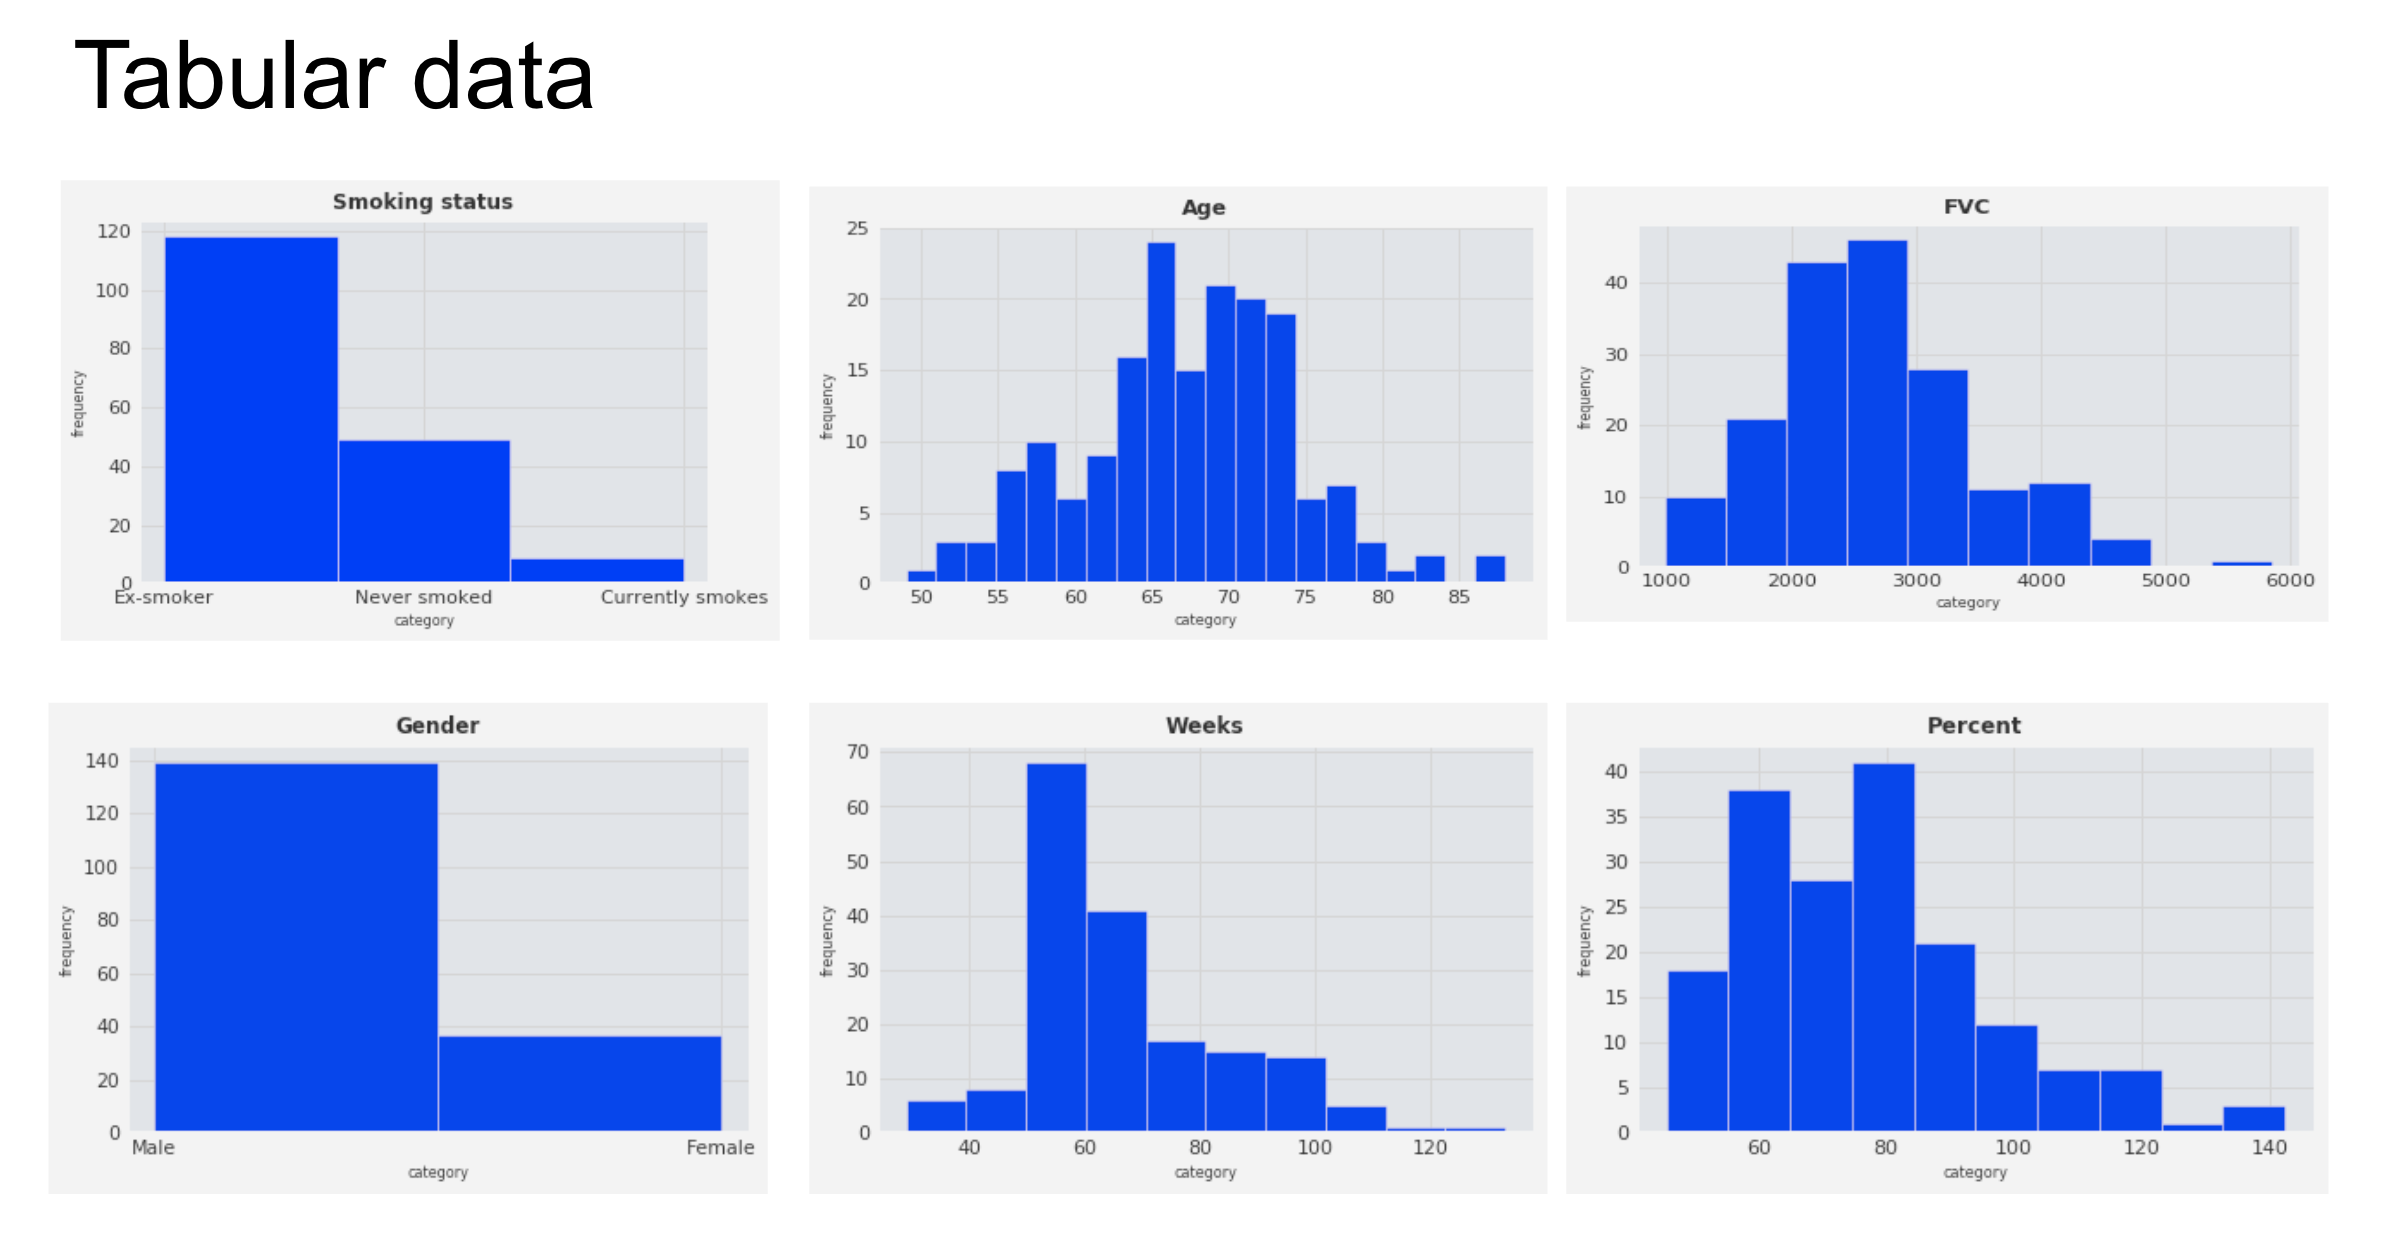 Tabular data
Smoking status
120
100
80
60
40
20
0
frequency
Ex-smoker Never smoked Currently smokes
category
Age
25
20
15
10
5
0
frequency
50 55 60 65 70 75 80 85
category
FVC
40
30
20
10
0
frequency
1000 2000 3000 4000 5000 6000
category
Gender
140
120
100
80
60
40
20
0
frequency
Male Female
category
Weeks
70
60
50
40
30
20
10
0
frequency
40 60 80 100 120
category
Percent
40
35
30
25
20
15
10
5
0
frequency
60 80 100 120 140
category